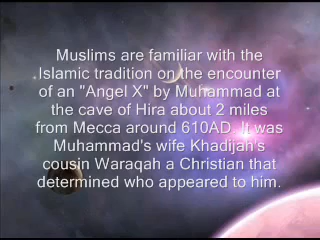 Muslims are familiar with the
Islamic tradition on the encounter
of an "Angel X" by Muhammad at
the cave of Hira about 2 miles
from Mecca around 610AD. It was
Muhammad's wife Khadijah's
cousin Waraqah a Christian that
determined who appeared to him.